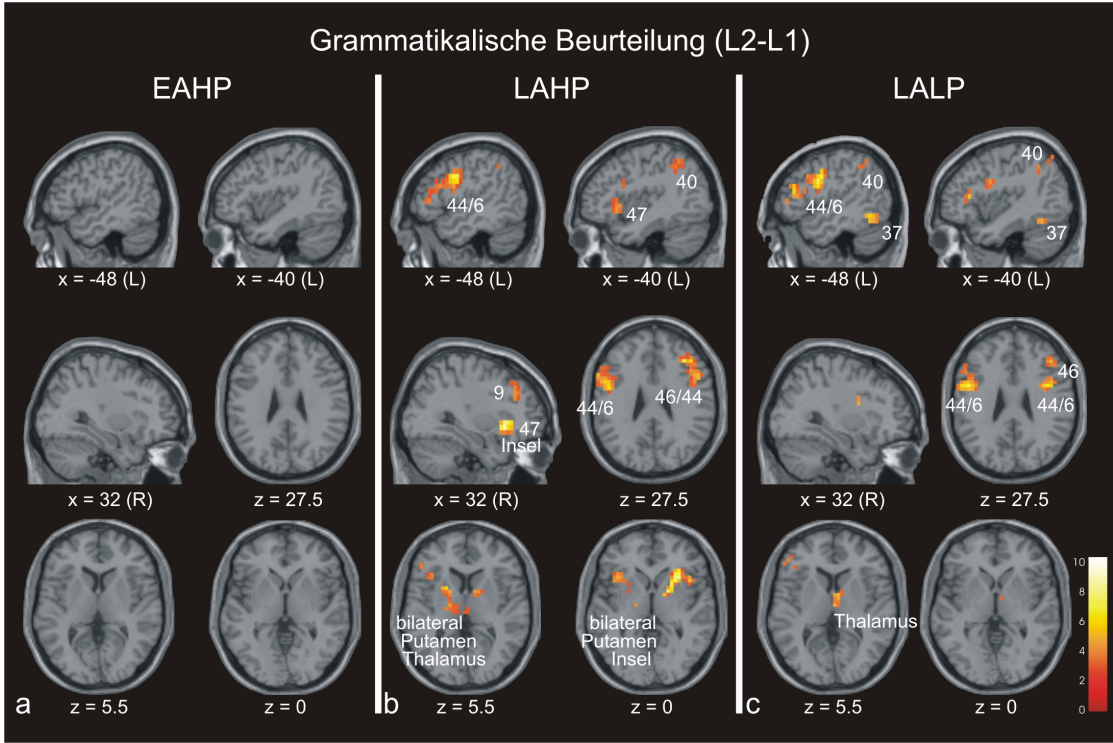 Grammatikalische Beurteilung (L2-L1)
EAHP
LAHP
LALP
44/6
47
40
44/6
40
37
40
37
x = -48 (L)
x = -40 (L)
x = -48 (L)
x = -40 (L)
x = -48 (L)
x = -40 (L)
9
47
Insel
44/6
46/44
44/6
46
44/6
x = 32 (R)
z = 27.5
x = 32 (R)
z = 27.5
x = 32 (R)
z = 27.5
bilateral
Putamen
Thalamus
bilateral
Putamen
Insel
Thalamus
10
8
6
4
2
0
a
z = 5.5
z = 0
b
z = 5.5
z = 0
c
z = 5.5
z = 0